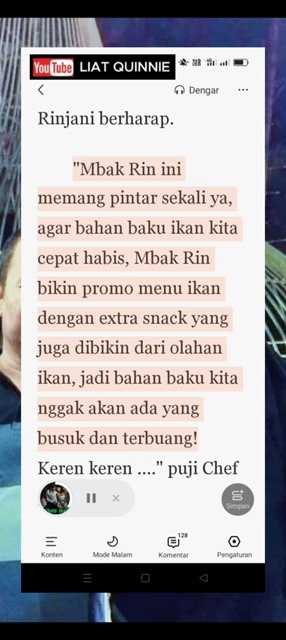 YouTube LIAT QUINNIE
Dengar
Rinjani berharap.
"Mbak Rin ini
memang pintar sekali ya,
agar bahan baku ikan kita
cepat habis, Mbak Rin
bikin promo menu ikan
dengan extra snack yang
juga dibikin dari olahan
ikan, jadi bahan baku kita
nggak akan ada yang
busuk dan terbuang!
Keren keren ...." puji Chef
Simpan
128
Konten Mode Malam Komentar Pengaturan